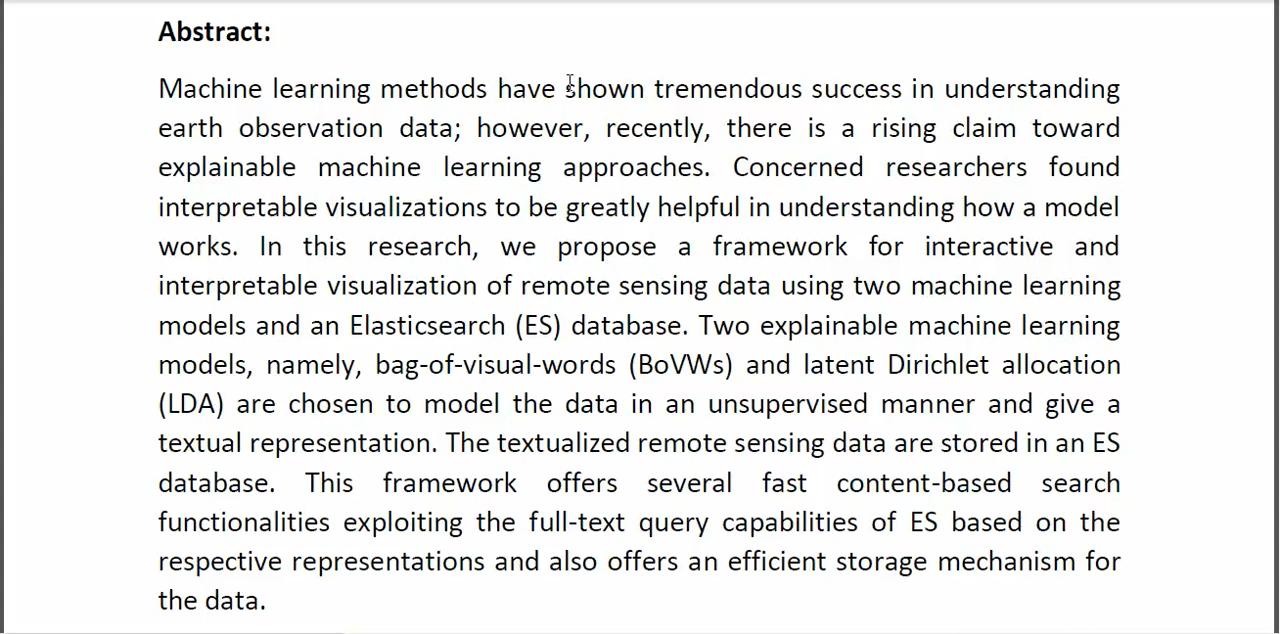 Abstract:
Machine learning methods have shown tremendous success in understanding
earth observation data; however, recently, there is a rising claim toward
explainable machine learning approaches. Concerned researchers found
interpretable visualizations to be greatly helpful in understanding how a model
works. In this research, we propose a framework for interactive and
interpretable visualization of remote sensing data using two machine learning
models and an Elasticsearch (ES) database. Two explainable machine learning
models, namely, bag-of-visual-words (BoVWs) and latent Dirichlet allocation
(LDA) are chosen to model the data in an unsupervised manner and give a
textual representation. The textualized remote sensing data are stored in an ES
database. This framework offers several fast content-based search
functionalities exploiting the full-text query capabilities of ES based on the
respective representations and also offers an efficient storage mechanism for
the data.